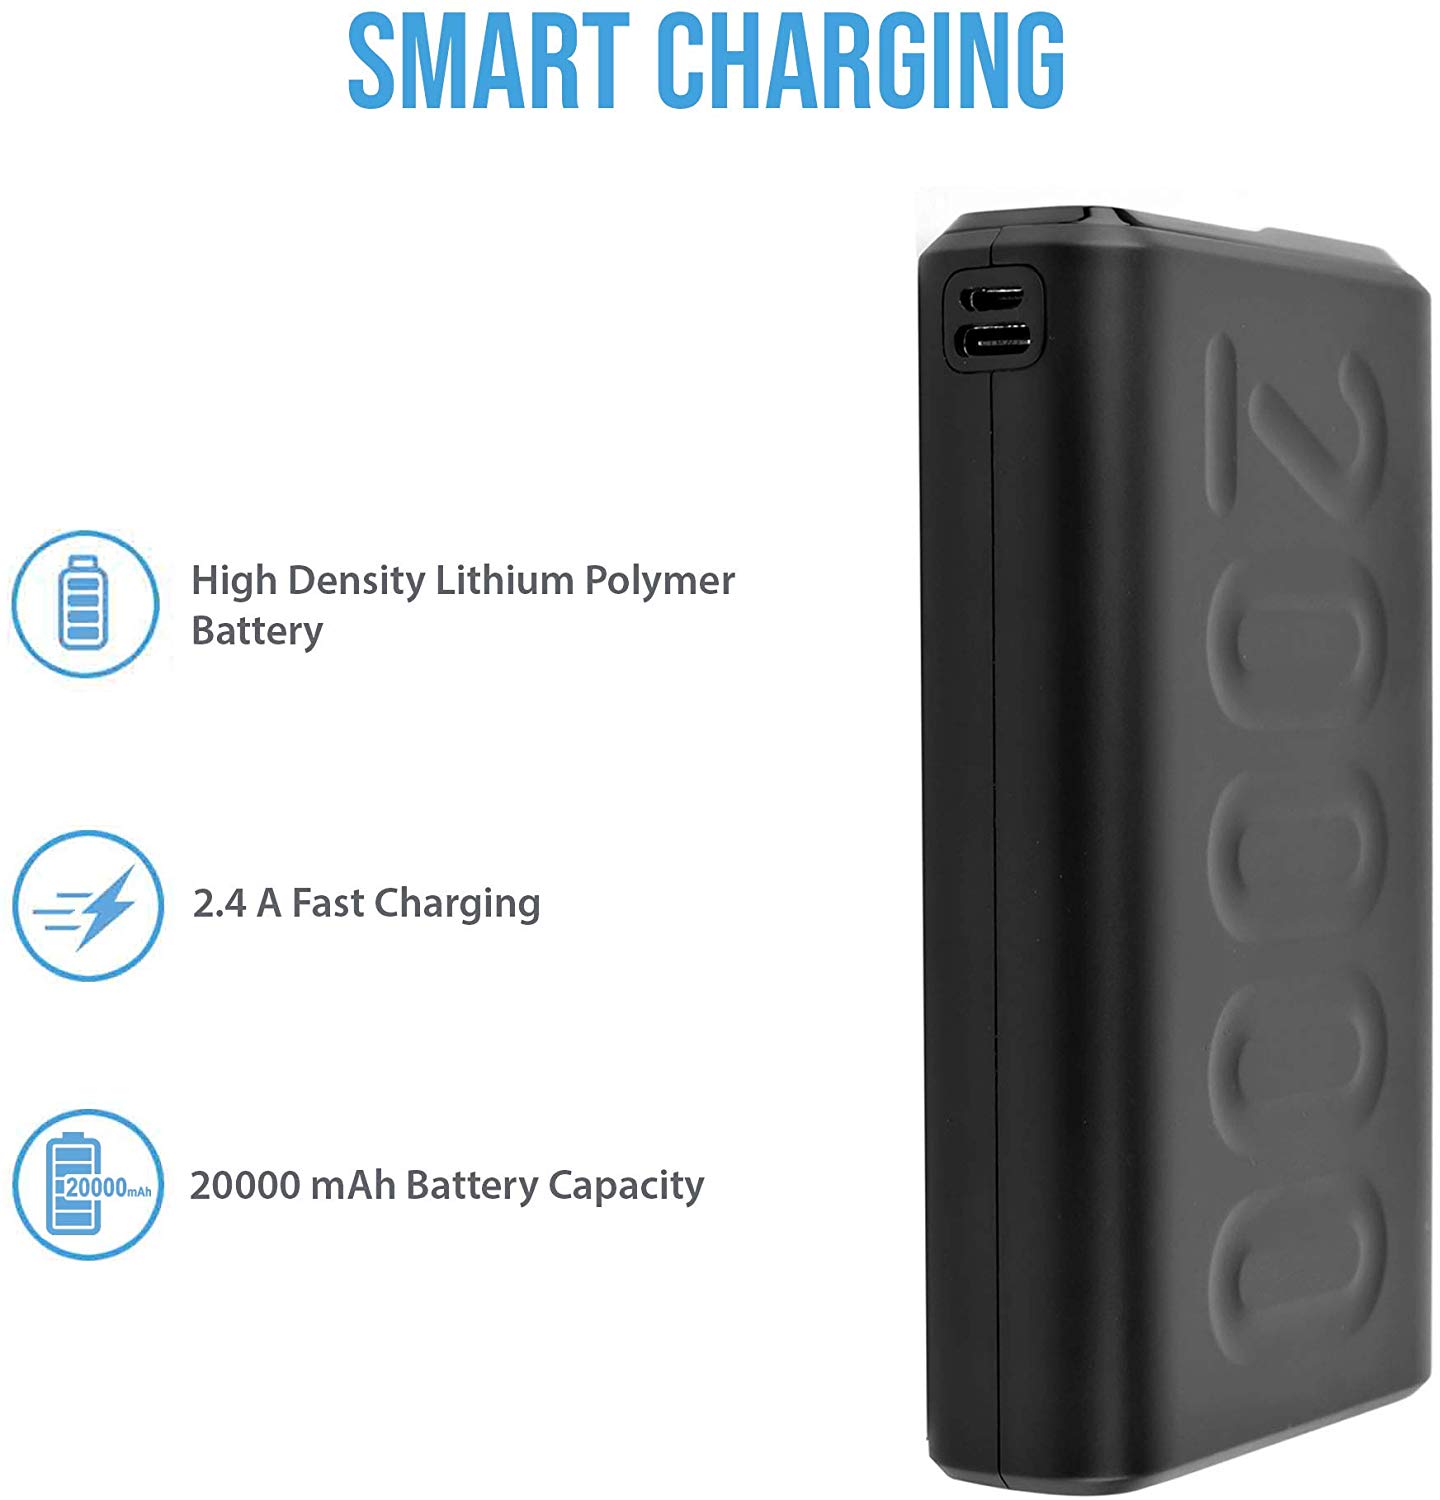 SMART CHARGING
High Density Lithium Polymer
Battery
2.4 A Fast Charging
20000mAh
20000 mAh Battery Capacity
20000